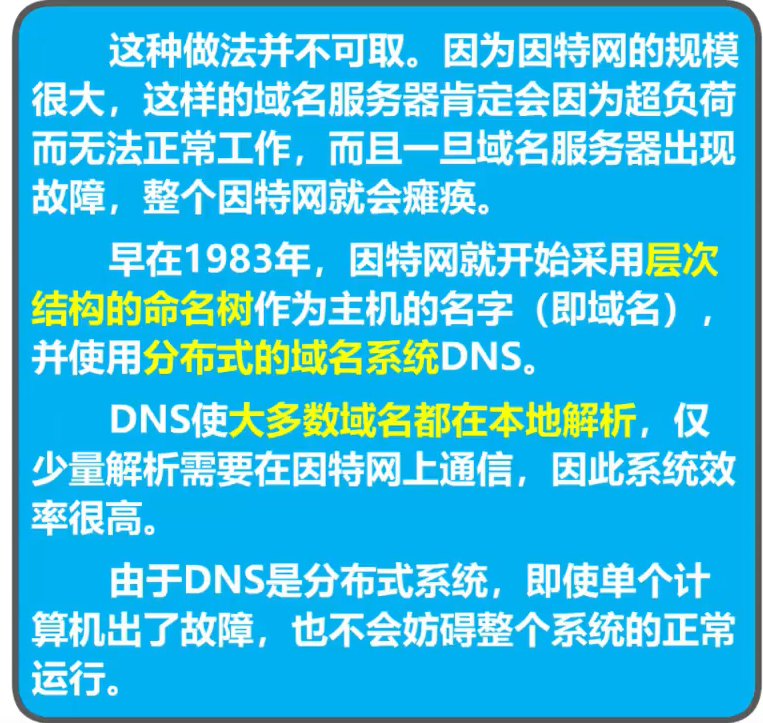 这种做法并不可取。因为因特网的规模
很大，这样的域名服务器肯定会因为超负荷
而无法正常工作，而且一旦域名服务器出现
故障，整个因特网就会瘫痪。
早在1983年，因特网就开始采用层次
结构的命名树作为主机的名字（即域名），
并使用分布式的域名系统DNS。
DNS使大多数域名都在本地解析，仅
少量解析需要在因特网上通信，因此系统效
率很高。
由于DNS是分布式系统，即使单个计
算机出了故障，也不会妨碍整个系统的正常
运行。